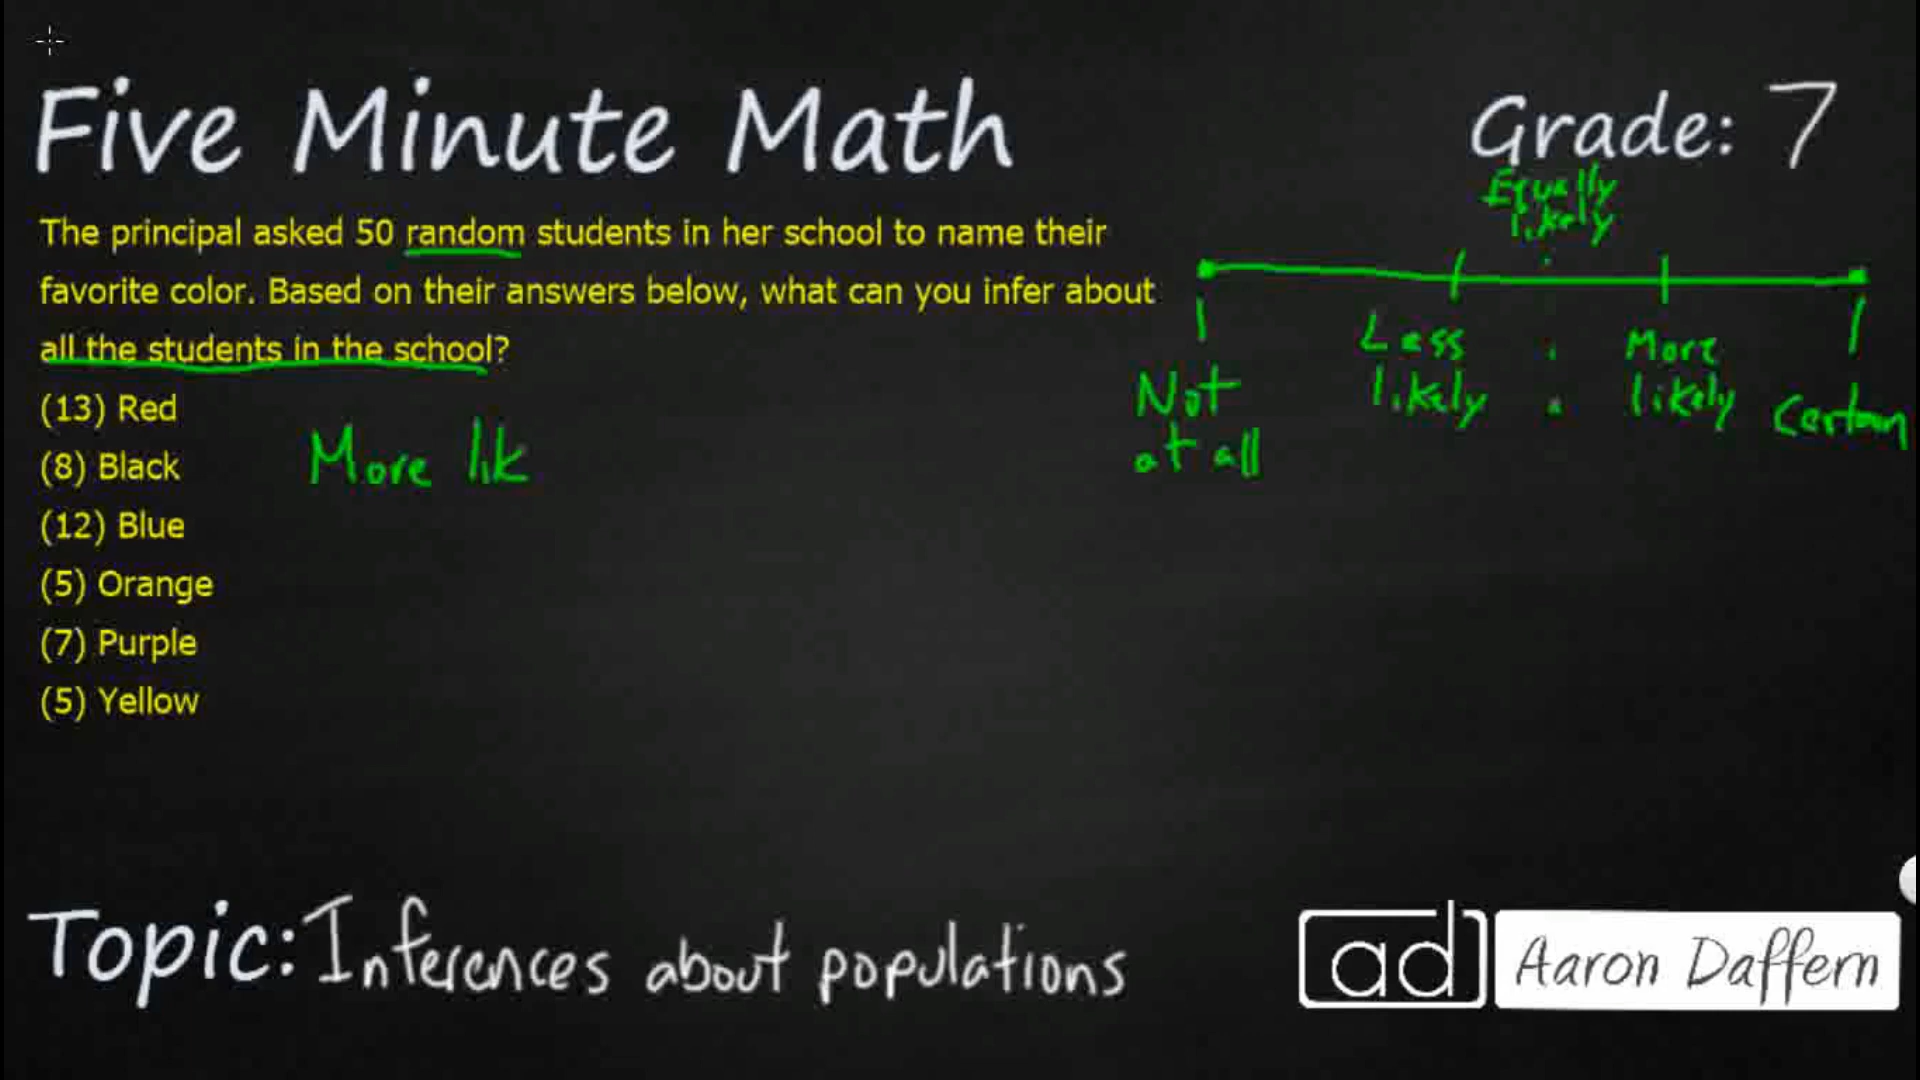 Five Minute Math
Grade: 7
The principal asked 50 random students in her school to name their
favorite color. Based on their answers below, what can you infer about
all the students in the school?
(13) Red
(8) Black
(12) Blue
(5) Orange
(7) Purple
(5) Yellow
More lik
Equally
likely
Not
at all
Less
likely
More
likely
Certain
Topic: Inferences about populations
ad Aaron Daffern